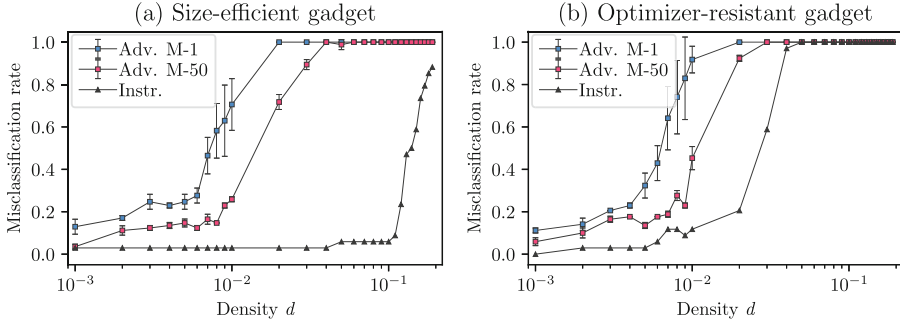 (a) Size-efficient gadget
Misclassification rate
1.0
0.8
0.6
0.4
0.2
0.0
Adv. M-1
Adv. M-50
Instr.
10⁻³
10⁻²
10⁻¹
Density d
(b) Optimizer-resistant gadget
Misclassification rate
1.0
0.8
0.6
0.4
0.2
0.0
Adv. M-1
Adv. M-50
Instr.
10⁻³
10⁻²
10⁻¹
Density d